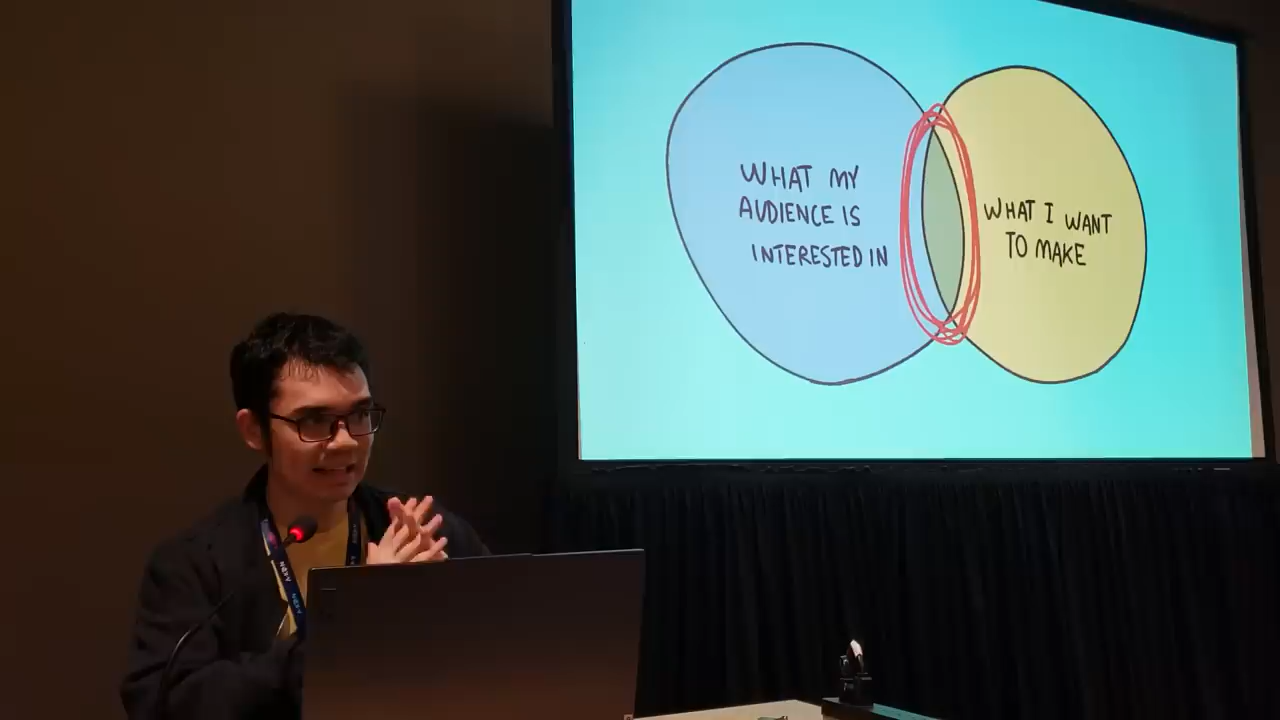 WHAT MY
AUDIENCE IS
INTERESTED IN
WHAT I WANT
TO MAKE